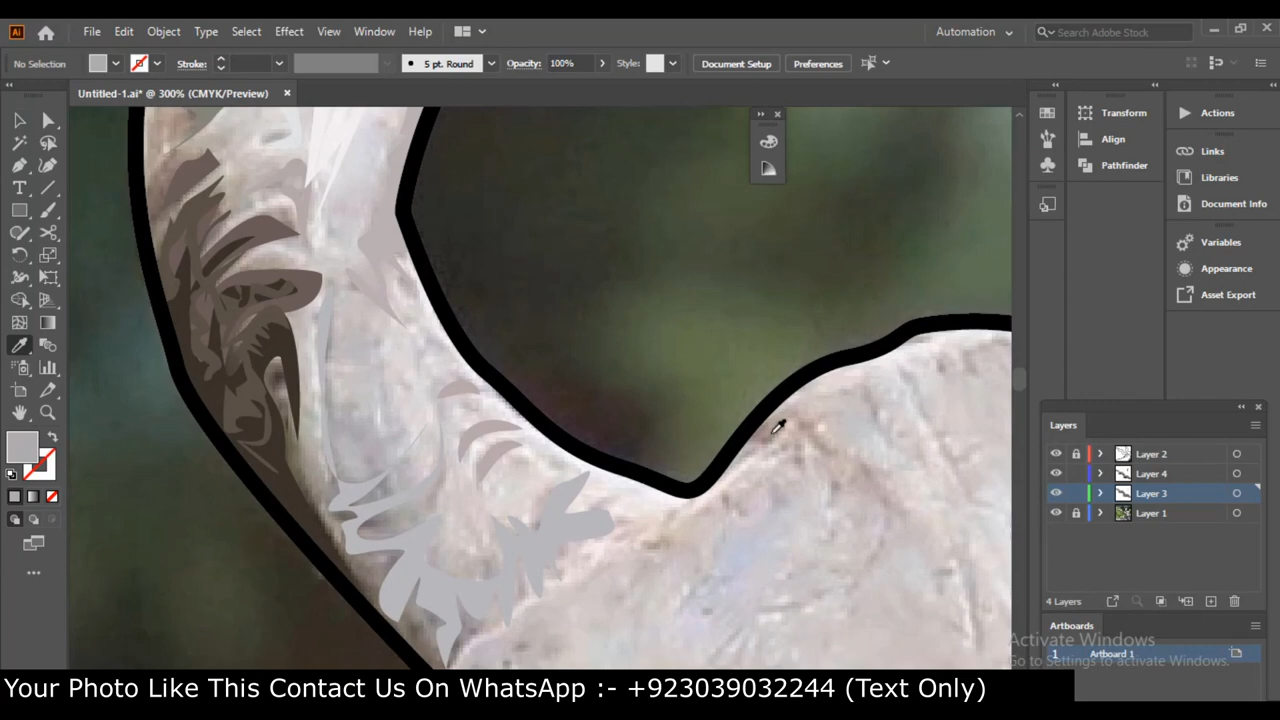 Ai File Edit Object Type Select Effect View Window Help Automation Search Adobe Stock
No Selection Stroke: 5 pt. Round Opacity: 100% Style: Document Setup Preferences
Untitled-1.ai* @ 300% (CMYK/Preview)
Transform
Align
Pathfinder
Actions
Links
Libraries
Document Info
Variables
Appearance
Asset Export
Layers
Layer 2
Layer 4
Layer 3
Layer 1
4 Layers
Artboards
1 Artboard 1
Activate Windows
Go to Settings to activate Windows.
Your Photo Like This Contact Us On WhatsApp :- +923039032244 (Text Only)